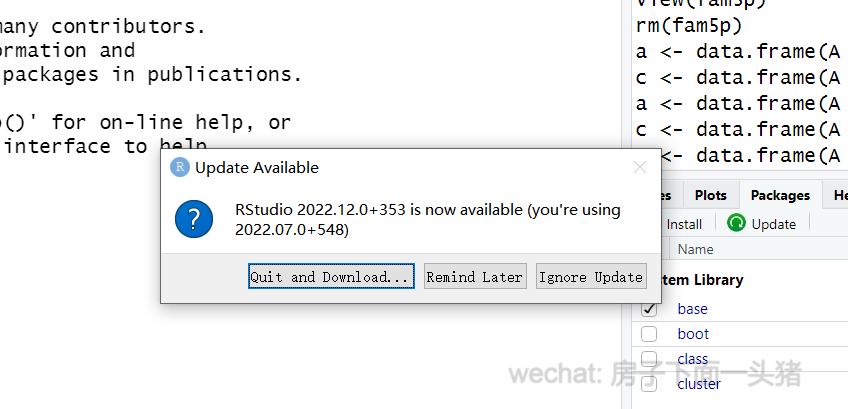 many contributors.
ormation and
packages in publications.
()' for on-line help, or
interface to help
rm(fam5p)
a <- data.frame(A
c <- data.frame(A
a <- data.frame(A
c <- data.frame(A
<- data.frame(A
Update Available
RStudio 2022.12.0+353 is now available (you're using
2022.07.0+548)
Quit and Download...
Remind Later
Ignore Update
es Plots Packages He
Install Update
Name
tem Library
base
boot
class
cluster
wechat: 房子下面一头猪